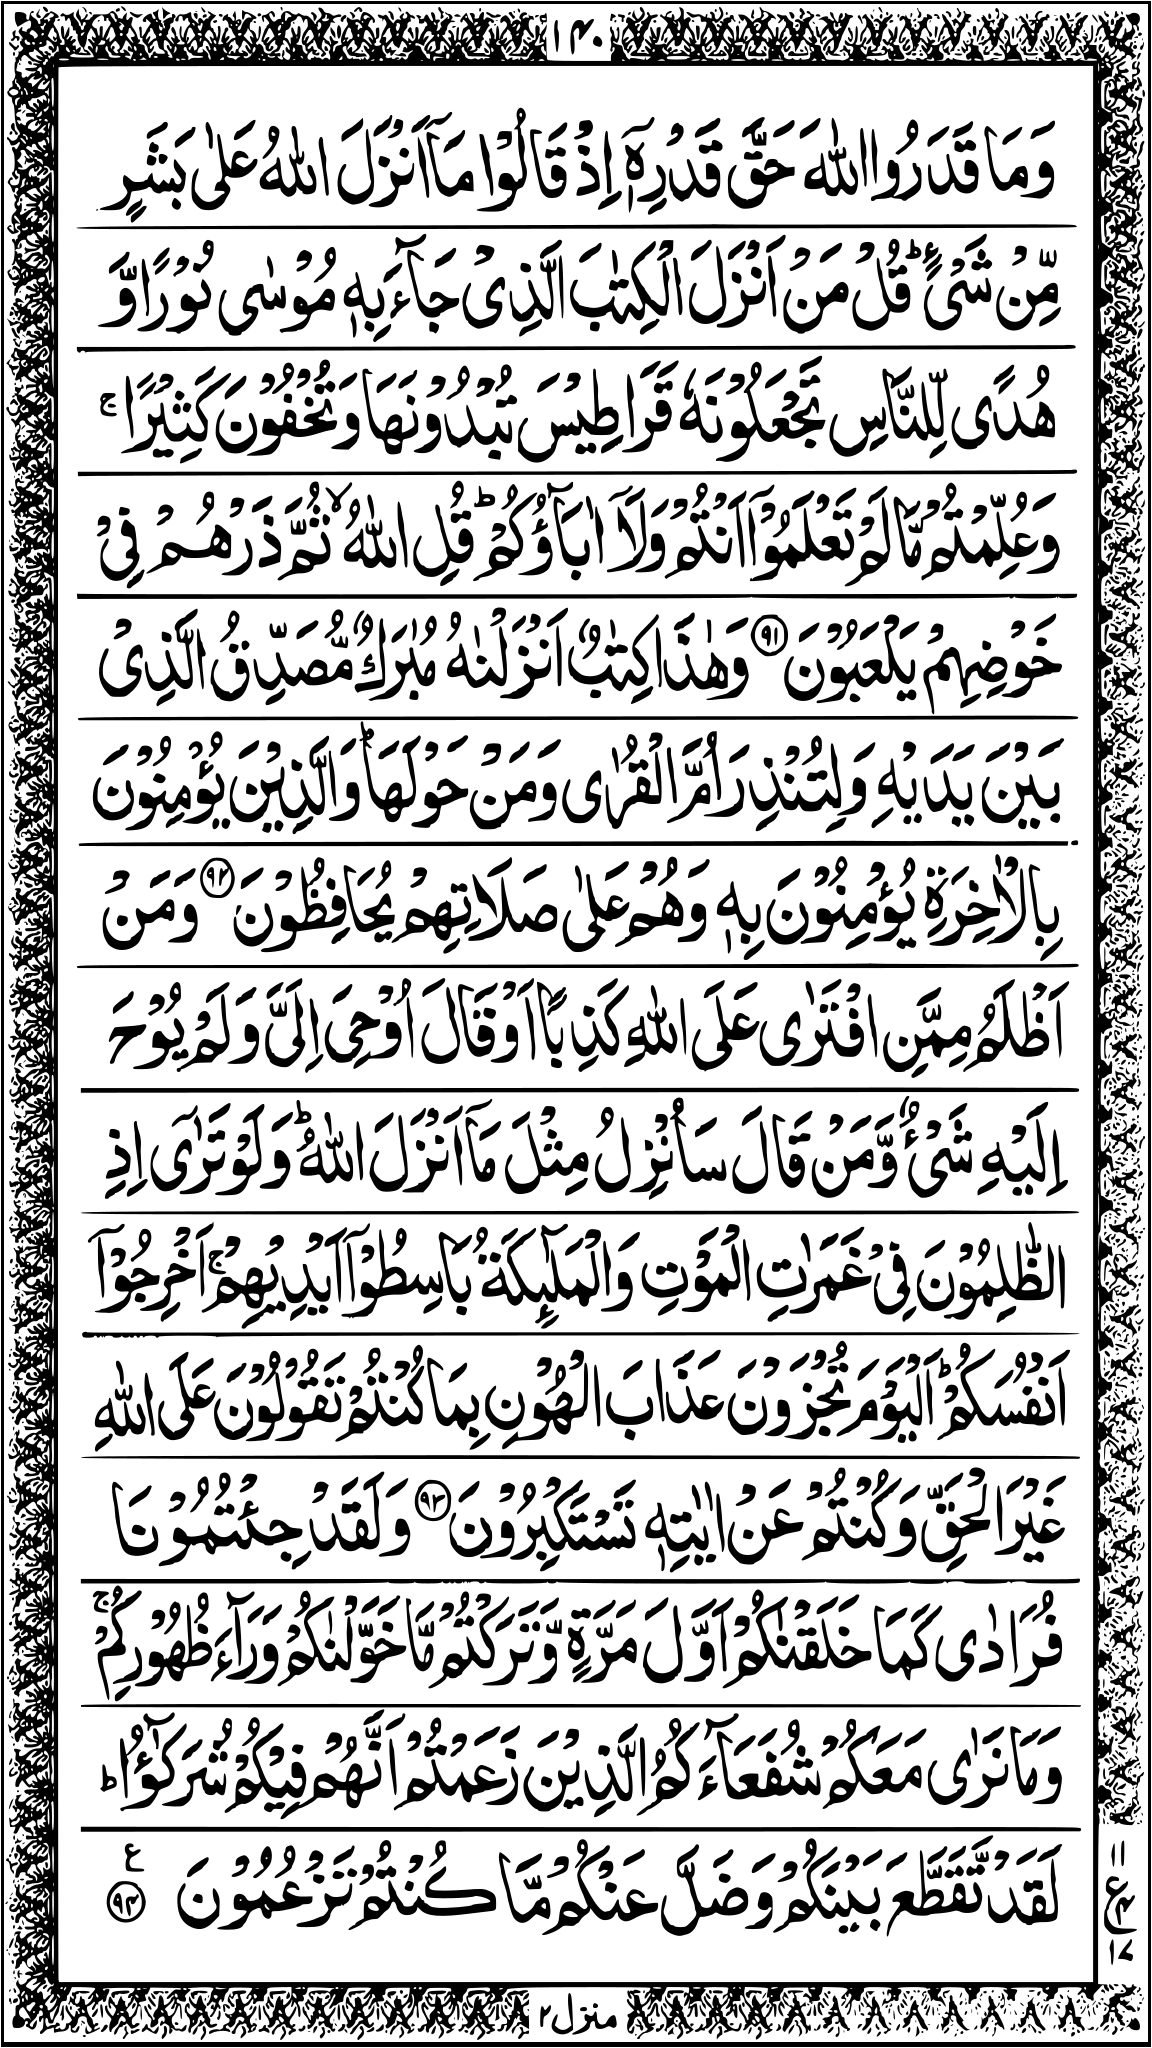 ١٤٠
وَمَا قَدَرُوا اللّٰهَ حَقَّ قَدْرِهٖۤ اِذْ قَالُوْا مَاۤ اَنْزَلَ اللّٰهُ عَلٰى بَشَرٍ
مِّنْ شَیْءٍ ؕ قُلْ مَنْ اَنْزَلَ الْكِتٰبَ الَّذِیْ جَآءَ بِهٖ مُوْسٰى نُوْرًا وَّ
هُدًى لِّلنَّاسِ تَجْعَلُوْنَهٗ قَرَاطِیْسَ تُبْدُوْنَهَا وَتُخْفُوْنَ كَثِیْرًا ۚ
وَعُلِّمْتُمْ مَّا لَمْ تَعْلَمُوْۤا اَنْتُمْ وَلَاۤ اٰبَآؤُكُمْ ؕ قُلِ اللّٰهُ ۙ ثُمَّ ذَرْهُمْ فِیْ
خَوْضِهِمْ یَلْعَبُوْنَ ﴿٩١﴾ وَهٰذَا كِتٰبٌ اَنْزَلْنٰهُ مُبٰرَكٌ مُّصَدِّقُ الَّذِیْ
بَیْنَ یَدَیْهِ وَلِتُنْذِرَ اُمَّ الْقُرٰى وَمَنْ حَوْلَهَا ؕ وَالَّذِیْنَ یُؤْمِنُوْنَ
بِالْاٰخِرَةِ یُؤْمِنُوْنَ بِهٖ وَهُمْ عَلٰى صَلَاتِهِمْ یُحَافِظُوْنَ ﴿٩٢﴾ وَمَنْ
اَظْلَمُ مِمَّنِ افْتَرٰى عَلَى اللّٰهِ كَذِبًا اَوْ قَالَ اُوْحِیَ اِلَیَّ وَلَمْ یُوْحَ
اِلَیْهِ شَیْءٌ وَّمَنْ قَالَ سَاُنْزِلُ مِثْلَ مَاۤ اَنْزَلَ اللّٰهُ ؕ وَلَوْ تَرٰۤى اِذِ
الظّٰلِمُوْنَ فِیْ غَمَرٰتِ الْمَوْتِ وَالْمَلٰٓئِكَةُ بَاسِطُوْۤا اَیْدِیْهِمْ ۚ اَخْرِجُوْۤا
اَنْفُسَكُمْ ؕ اَلْیَوْمَ تُجْزَوْنَ عَذَابَ الْهُوْنِ بِمَا كُنْتُمْ تَقُوْلُوْنَ عَلَى اللّٰهِ
غَیْرَ الْحَقِّ وَكُنْتُمْ عَنْ اٰیٰتِهٖ تَسْتَكْبِرُوْنَ ﴿٩٣﴾ وَلَقَدْ جِئْتُمُوْنَا
فُرَادٰى كَمَا خَلَقْنٰكُمْ اَوَّلَ مَرَّةٍ وَّتَرَكْتُمْ مَّا خَوَّلْنٰكُمْ وَرَآءَ ظُهُوْرِكُمْ ۚ
وَمَا نَرٰى مَعَكُمْ شُفَعَآءَكُمُ الَّذِیْنَ زَعَمْتُمْ اَنَّهُمْ فِیْكُمْ شُرَكٰٓؤُا ؕ
لَقَدْ تَّقَطَّعَ بَیْنَكُمْ وَضَلَّ عَنْكُمْ مَّا كُنْتُمْ تَزْعُمُوْنَ ﴿٩٤﴾ ع
١١
ع ٤
١٧
منزل ٢